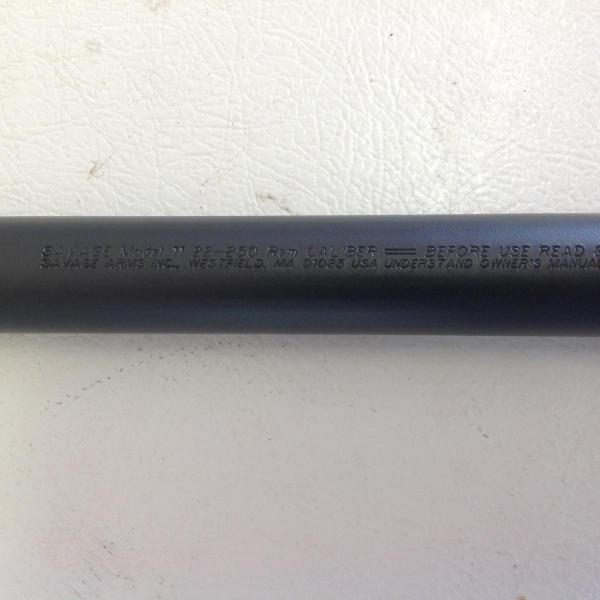 SAVAGE Model 11 22-250 Rem CALIBER BEFORE USE READ &
SAVAGE ARMS INC., WESTFIELD, MA 01085 USA UNDERSTAND OWNER'S MANUAL